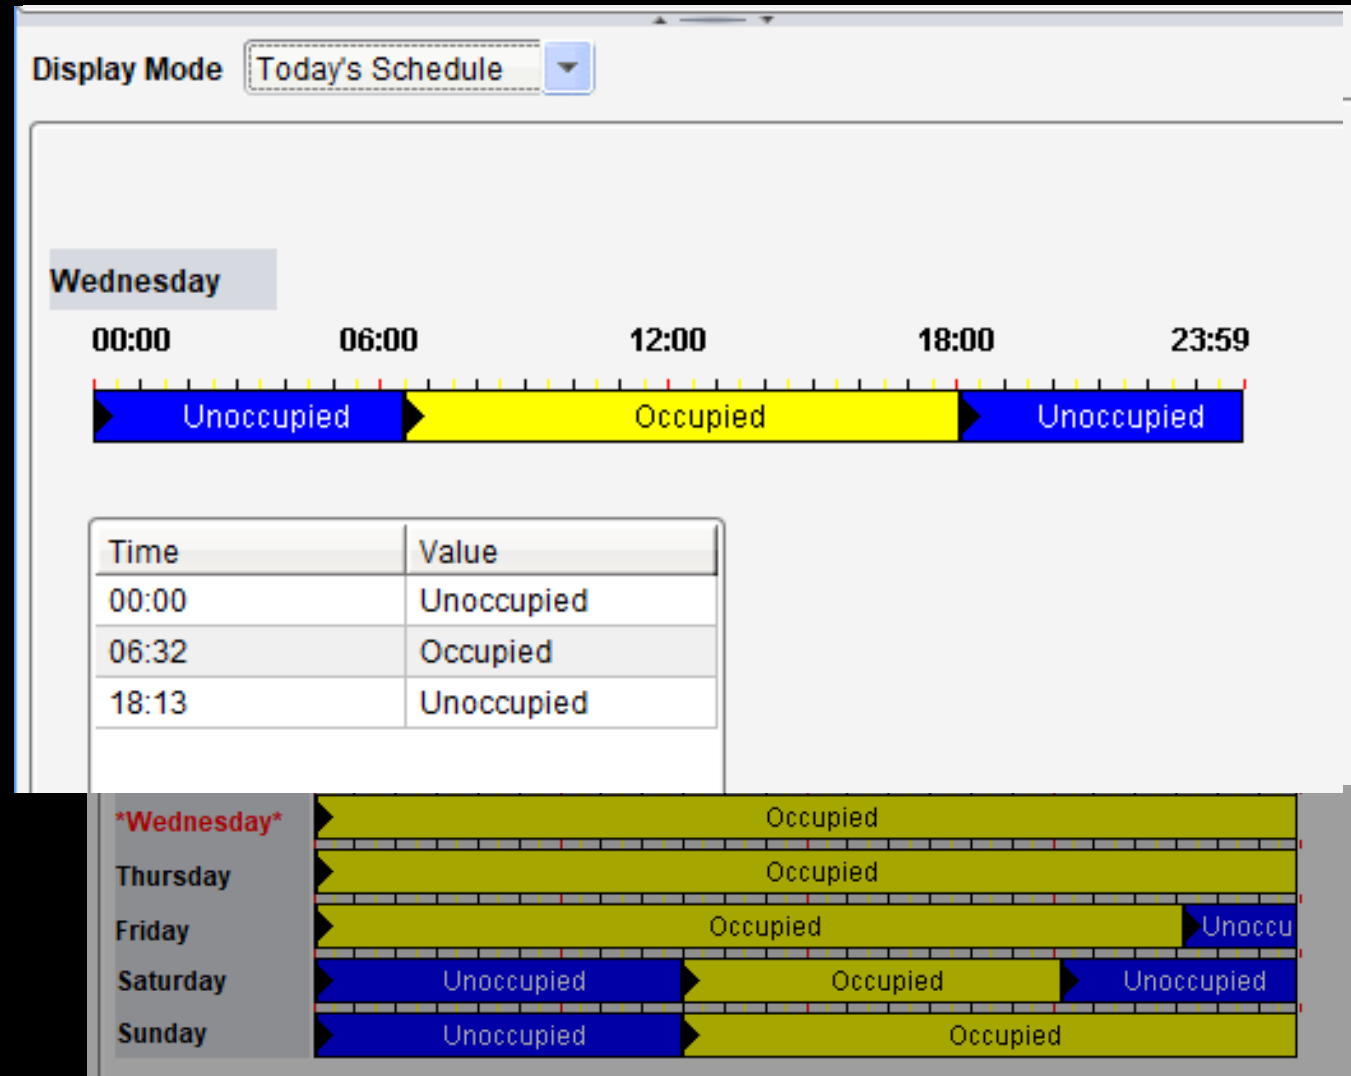 Display Mode Today's Schedule
Wednesday
00:00 06:00 12:00 18:00 23:59
Unoccupied Occupied Unoccupied
Time Value
00:00 Unoccupied
06:32 Occupied
18:13 Unoccupied
*Wednesday* Occupied
Thursday Occupied
Friday Occupied Unoccu
Saturday Unoccupied Occupied Unoccupied
Sunday Unoccupied Occupied